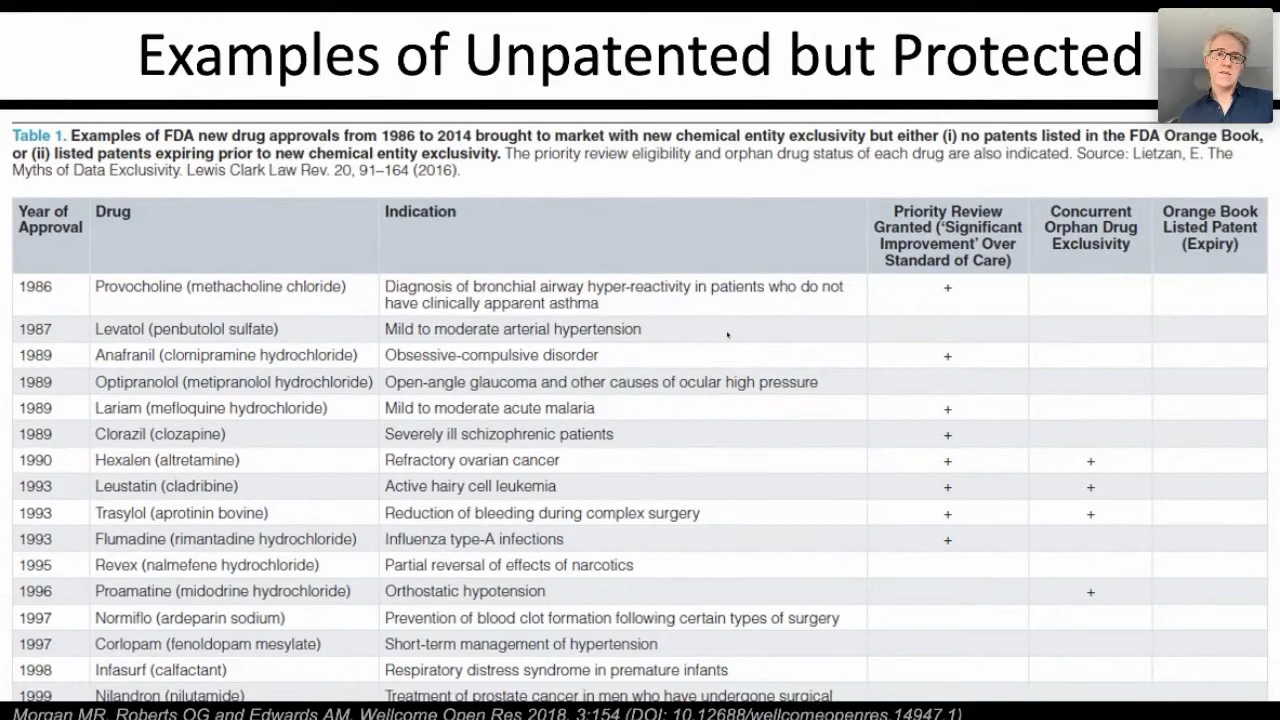 Examples of Unpatented but Protected
Table 1. Examples of FDA new drug approvals from 1986 to 2014 brought to market with new chemical entity exclusivity but either (i) no patents listed in the FDA Orange Book,
or (ii) listed patents expiring prior to new chemical entity exclusivity. The priority review eligibility and orphan drug status of each drug are also indicated. Source: Lietzan, E. The
Myths of Data Exclusivity. Lewis Clark Law Rev. 20, 91–164 (2016).
Year of Approval Drug Indication Priority Review Granted (‘Significant Improvement’ Over Standard of Care) Concurrent Orphan Drug Exclusivity Orange Book Listed Patent (Expiry)
1986 Provocholine (methacholine chloride) Diagnosis of bronchial airway hyper-reactivity in patients who do not have clinically apparent asthma +
1987 Levatol (penbutolol sulfate) Mild to moderate arterial hypertension
1989 Anafranil (clomipramine hydrochloride) Obsessive-compulsive disorder +
1989 Optipranolol (metipranolol hydrochloride) Open-angle glaucoma and other causes of ocular high pressure
1989 Lariam (mefloquine hydrochloride) Mild to moderate acute malaria +
1989 Clorazil (clozapine) Severely ill schizophrenic patients +
1990 Hexalen (altretamine) Refractory ovarian cancer + +
1993 Leustatin (cladribine) Active hairy cell leukemia + +
1993 Trasylol (aprotinin bovine) Reduction of bleeding during complex surgery + +
1993 Flumadine (rimantadine hydrochloride) Influenza type-A infections +
1995 Revex (nalmefene hydrochloride) Partial reversal of effects of narcotics
1996 Proamatine (midodrine hydrochloride) Orthostatic hypotension +
1997 Normiflo (ardeparin sodium) Prevention of blood clot formation following certain types of surgery
1997 Corlopam (fenoldopam mesylate) Short-term management of hypertension
1998 Infasurf (calfactant) Respiratory distress syndrome in premature infants
1999 Nilandron (nilutamide) Treatment of prostate cancer in men who have undergone surgical
Morgan MR, Roberts OG and Edwards AM. Wellcome Open Res 2018, 3:154 (DOI: 10.12688/wellcomeopenres.14947.1)